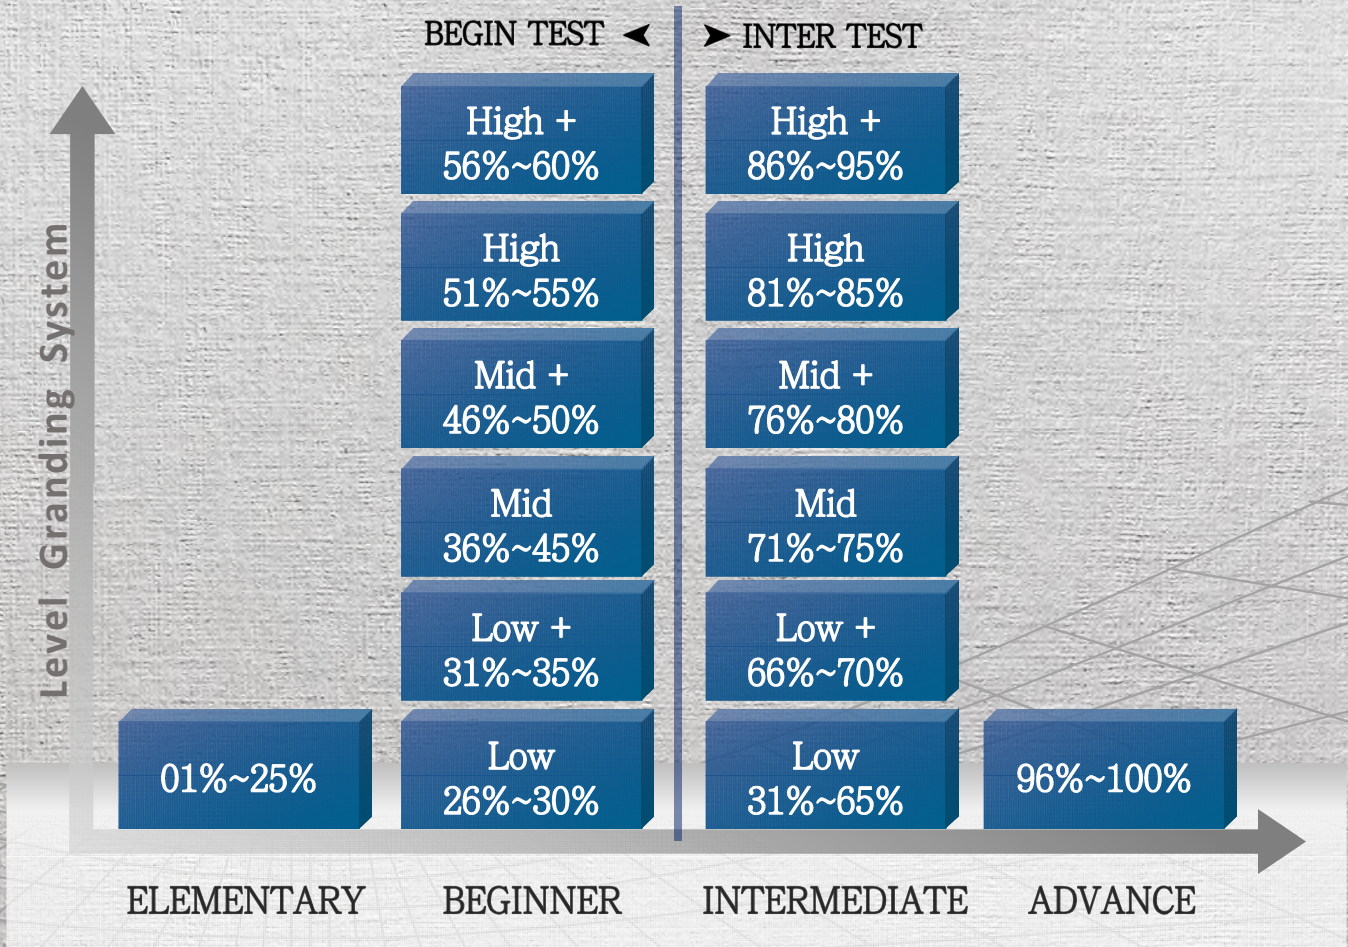 BEGIN TEST
INTER TEST
High +
56%~60%
High +
86%~95%
High
51%~55%
High
81%~85%
Mid +
46%~50%
Mid +
76%~80%
Mid
36%~45%
Mid
71%~75%
Low +
31%~35%
Low +
66%~70%
01%~25%
Low
26%~30%
Low
31%~65%
96%~100%
Level Granding System
ELEMENTARY
BEGINNER
INTERMEDIATE
ADVANCE